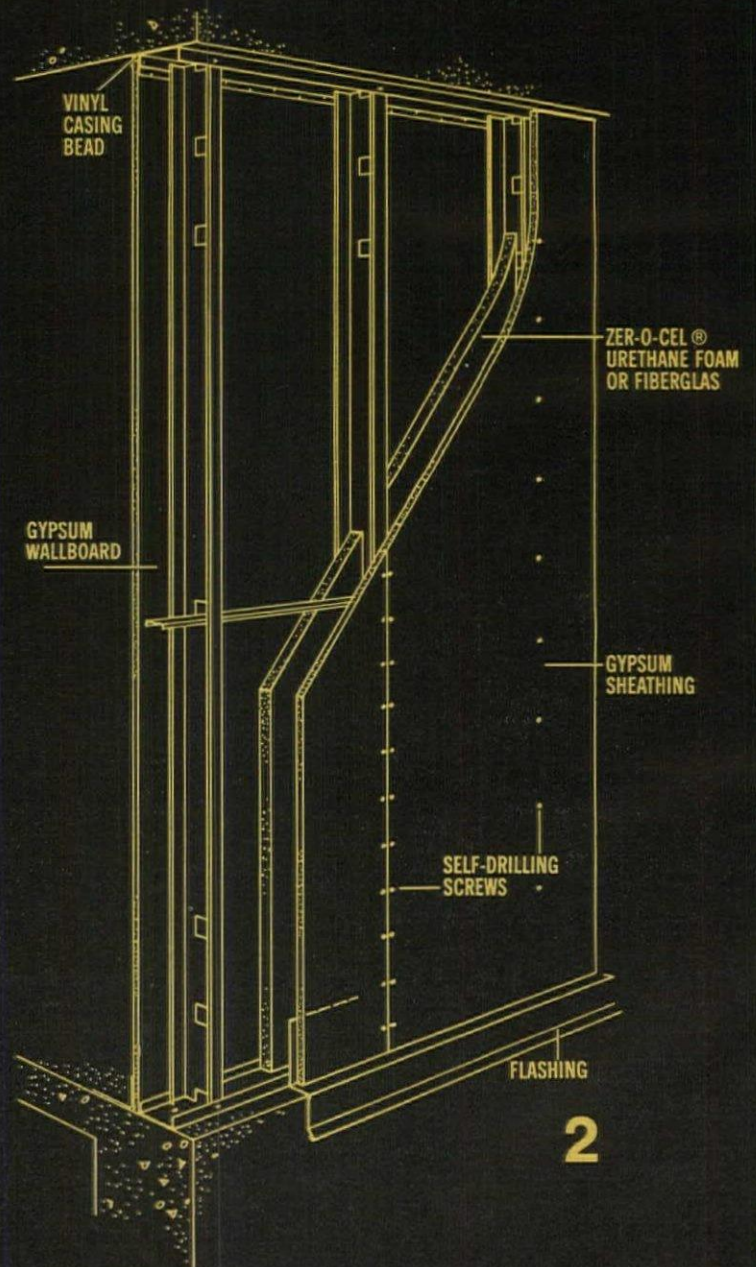 VINYL
CASING
BEAD
ZER-O-CEL ®
URETHANE FOAM
OR FIBERGLAS
GYPSUM
WALLBOARD
GYPSUM
SHEATHING
SELF-DRILLING
SCREWS
FLASHING
2